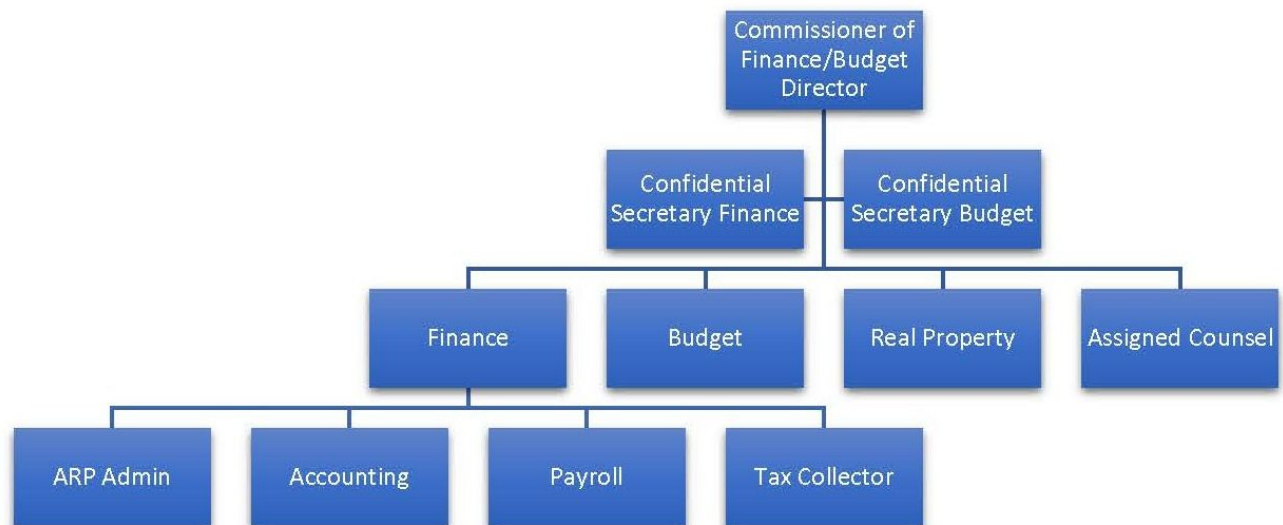 Commissioner of
Finance/Budget
Director
Confidential
Secretary Finance
Confidential
Secretary Budget
Finance
Budget
Real Property
Assigned Counsel
ARP Admin
Accounting
Payroll
Tax Collector